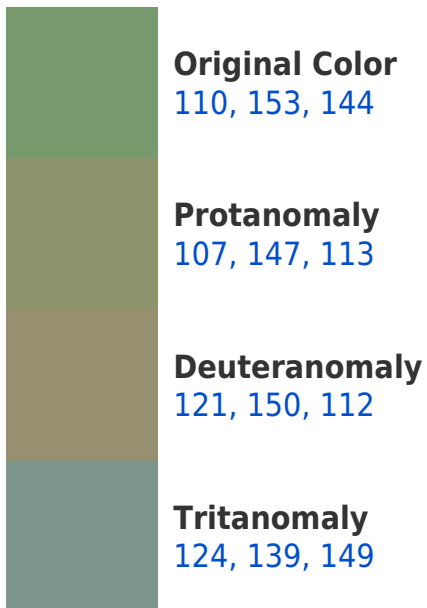 Original Color
110, 153, 144
Protanomaly
107, 147, 113
Deuteranomaly
121, 150, 112
Tritanomaly
124, 139, 149